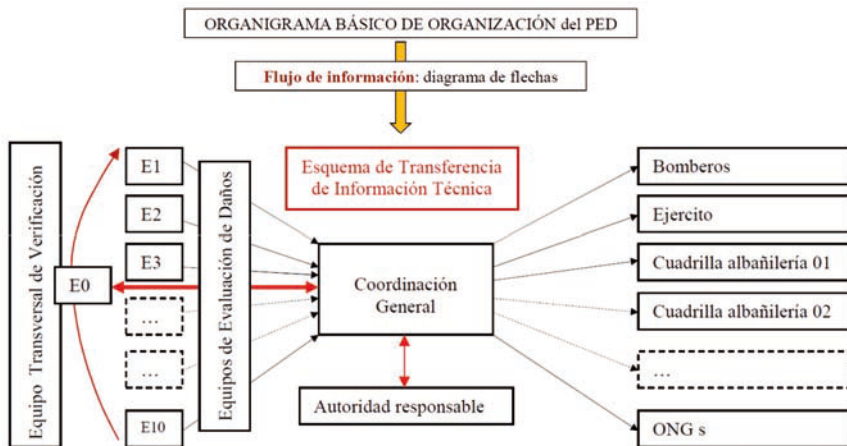 ORGANIGRAMA BÁSICO DE ORGANIZACIÓN del PED
Flujo de información: diagrama de flechas
Esquema de Transferencia
de Información Técnica
Equipo Transversal de Verificación
E0
E1
E2
E3
...
...
E10
Equipos de Evaluación de Daños
Coordinación
General
Autoridad responsable
Bomberos
Ejercito
Cuadrilla albañilería 01
Cuadrilla albañilería 02
...
ONG s